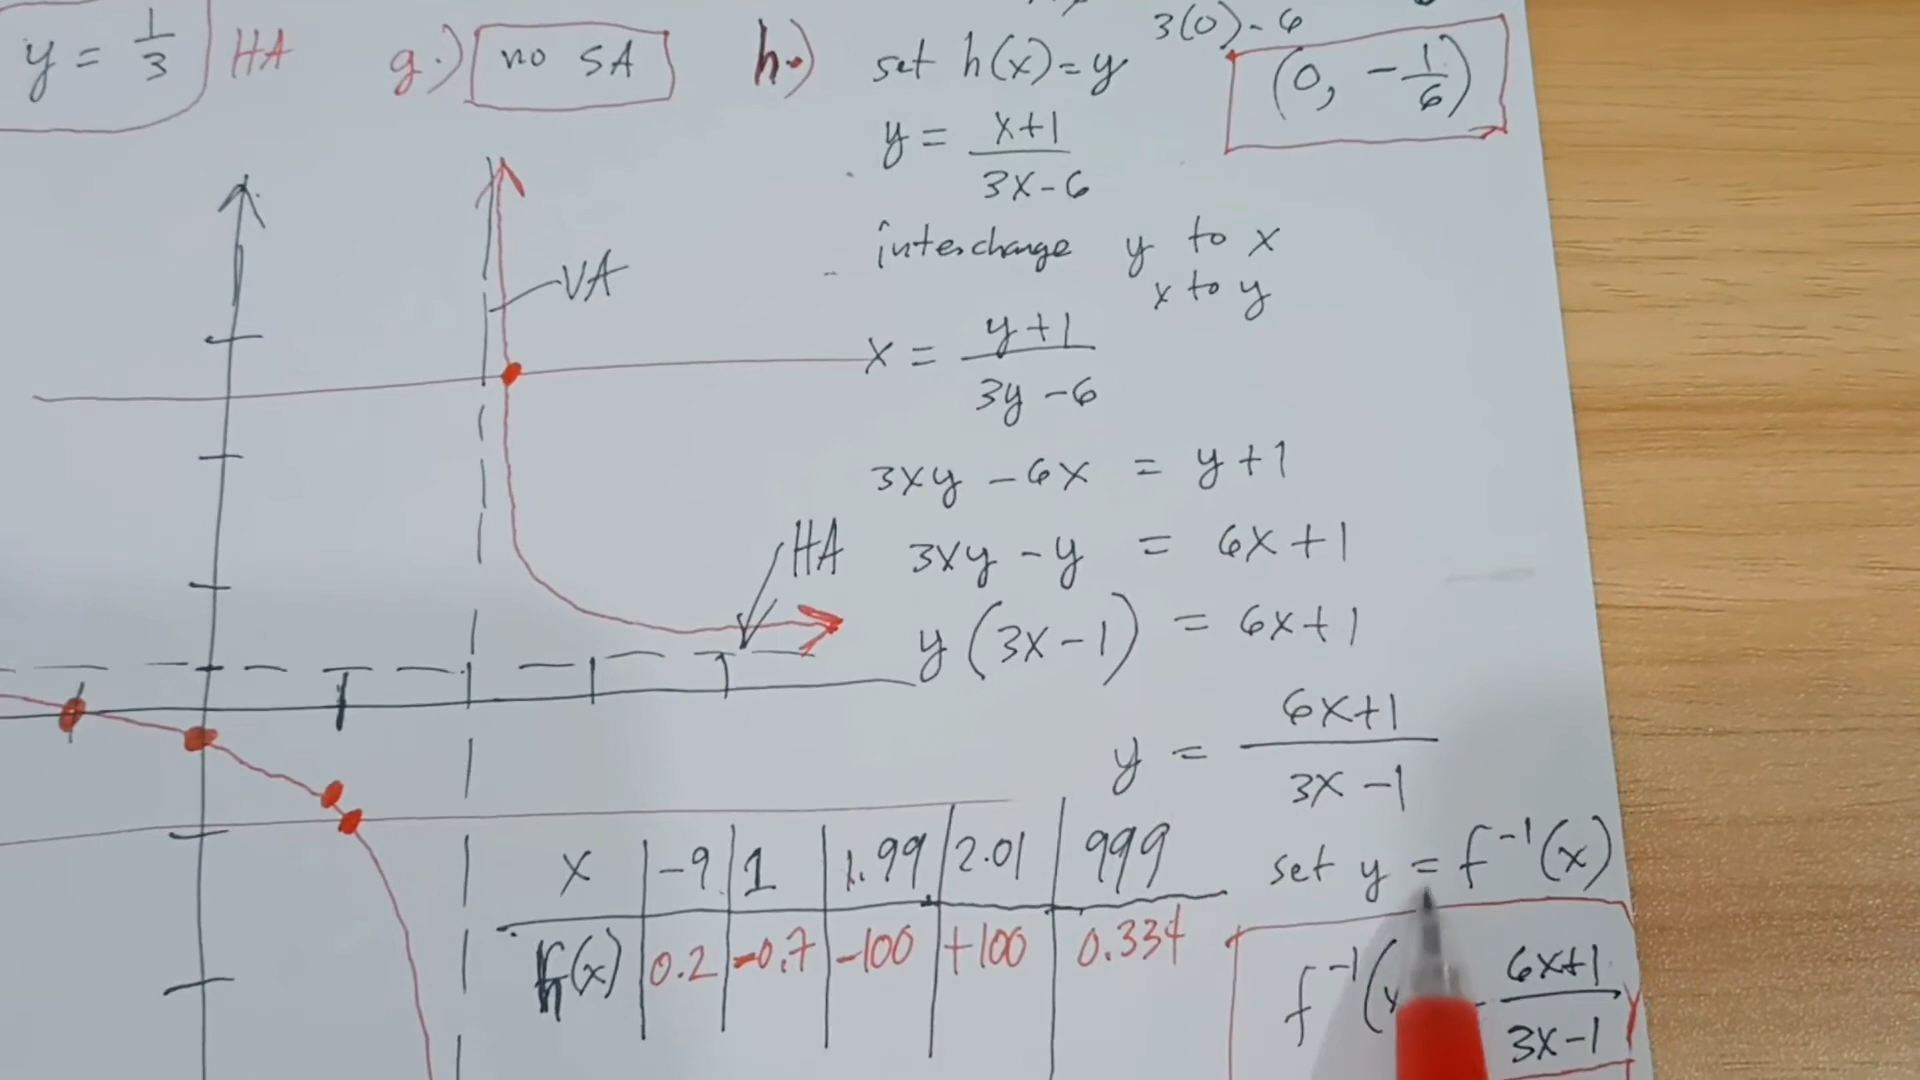 y = 1/3 HA
g.) no SA
h.) set h(x)=y
3(0)-6
(0, -1/6)
y = x+1/3x-6
interchange y to x
x to y
VA
x = y+1/3y-6
3xy - 6x = y+1
HA
3xy - y = 6x+1
y(3x-1) = 6x+1
y = 6x+1/3x-1
x -9 1 1.99 2.01 999
h(x) 0.2 -0.7 -100 +100 0.334
set y = f⁻¹(x)
f⁻¹(x 6x+1/3x-1